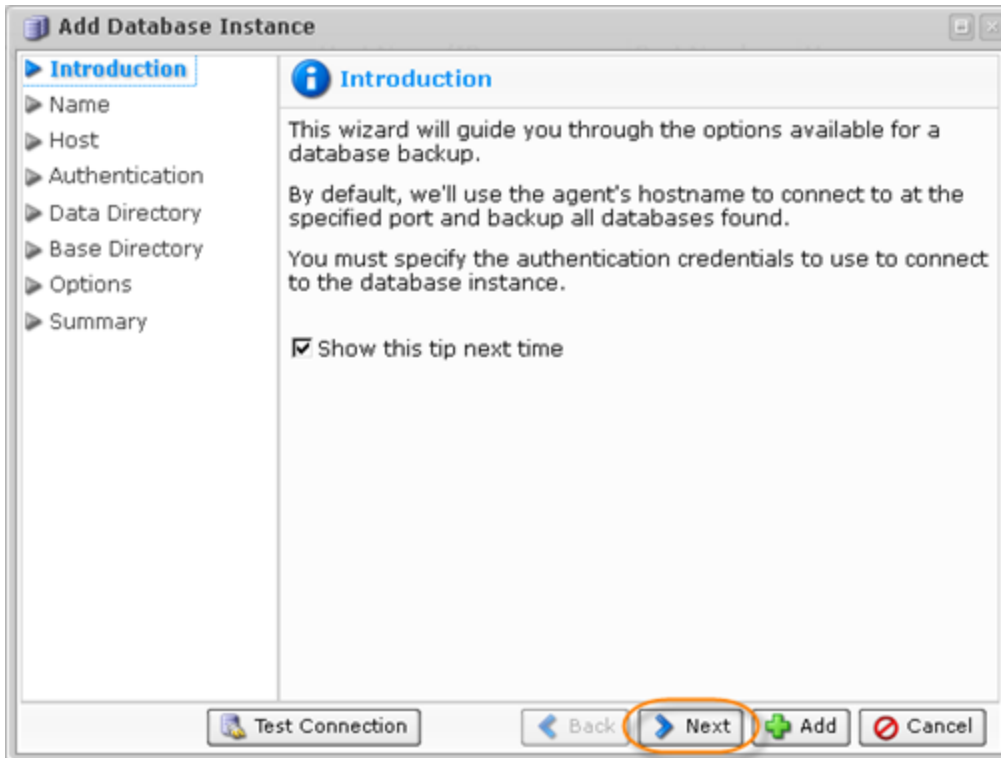 Add Database Instance
Introduction
Name
Host
Authentication
Data Directory
Base Directory
Options
Summary
Introduction
This wizard will guide you through the options available for a
database backup.
By default, we'll use the agent's hostname to connect to at the
specified port and backup all databases found.
You must specify the authentication credentials to use to connect
to the database instance.
Show this tip next time
Test Connection
Back
Next
Add
Cancel